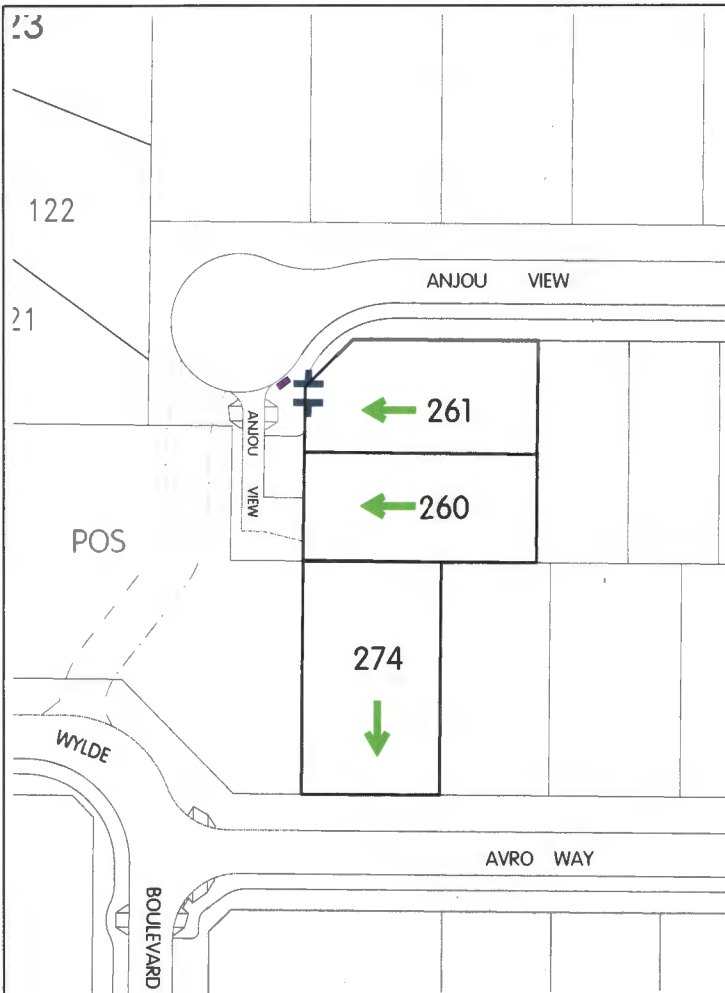 23
122
21
ANJOU VIEW
261
ANJOU VIEW
260
POS
274
WYLDE
AVRO WAY
BOULEVARD